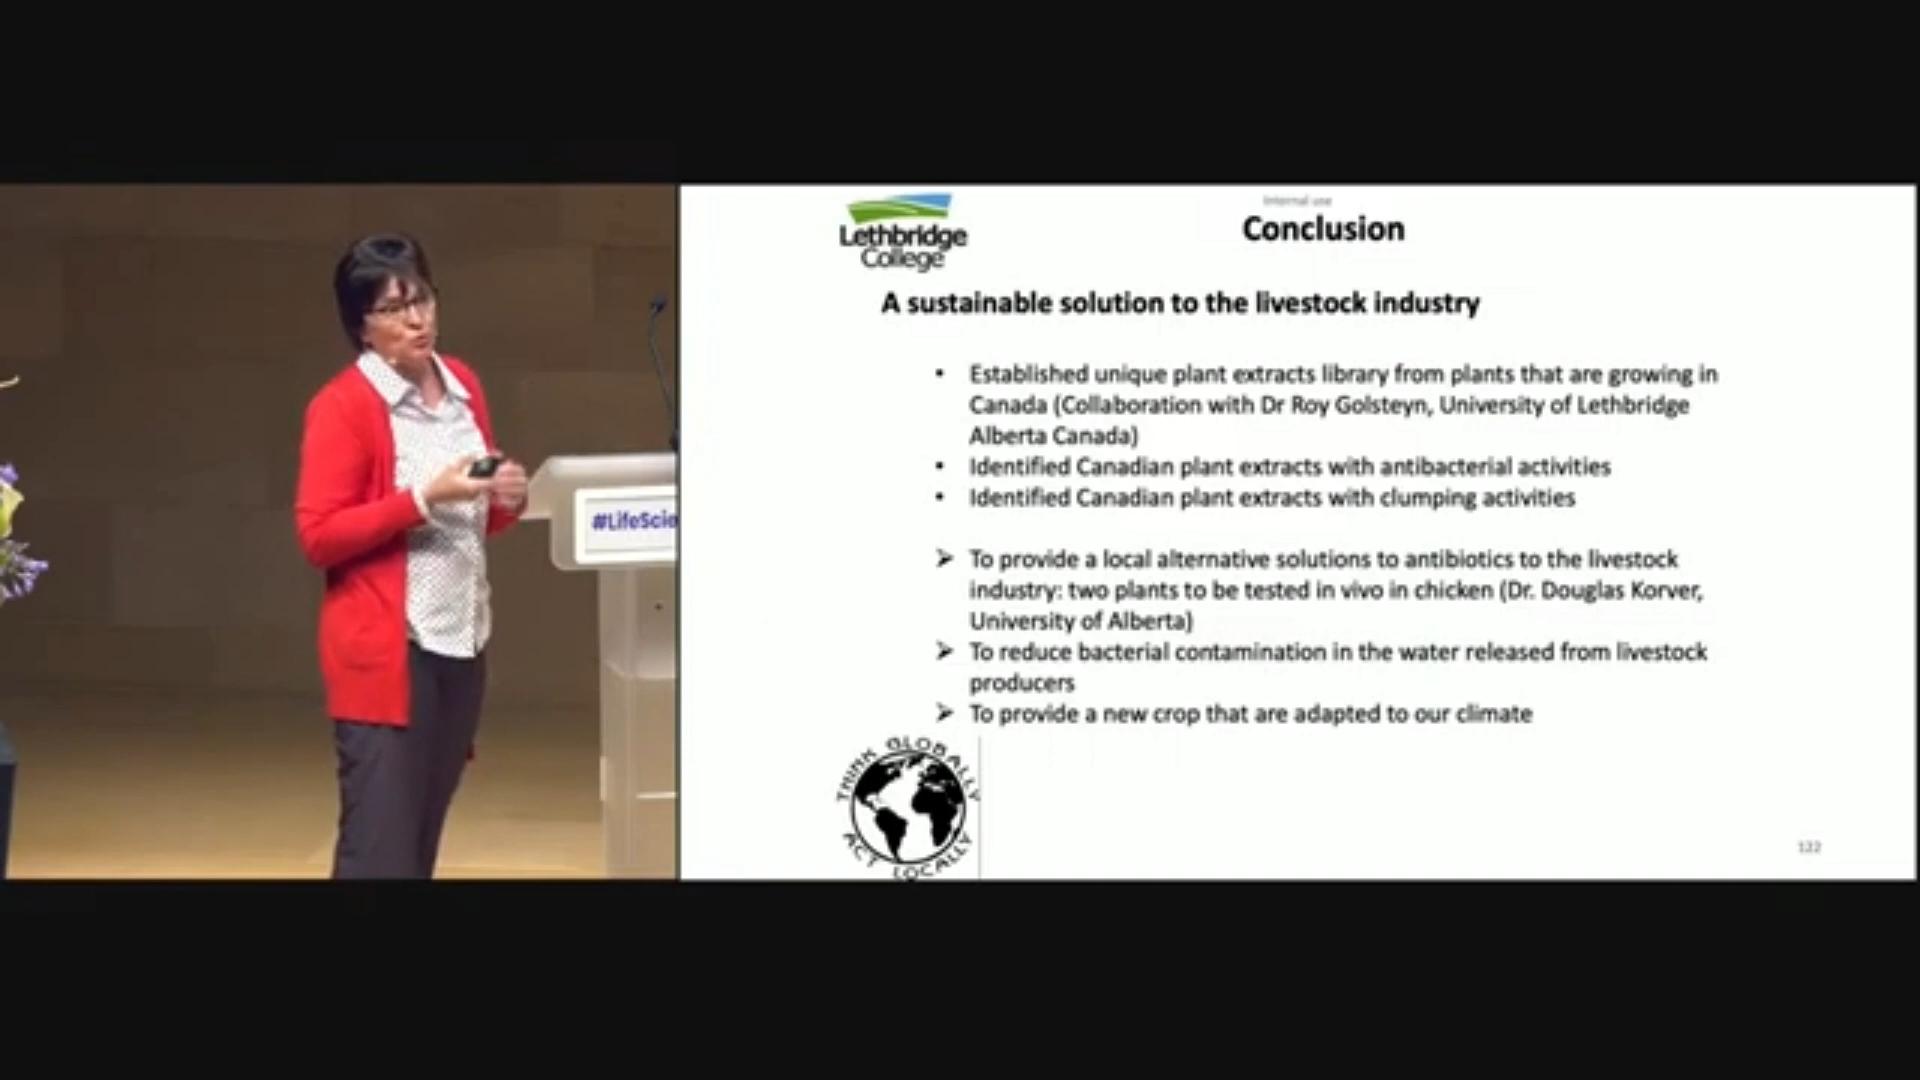 #LifeScie
Lethbridge
College
Internal use
Conclusion
A sustainable solution to the livestock industry
• Established unique plant extracts library from plants that are growing in
Canada (Collaboration with Dr Roy Golsteyn, University of Lethbridge
Alberta Canada)
• Identified Canadian plant extracts with antibacterial activities
• Identified Canadian plant extracts with clumping activities
➢ To provide a local alternative solutions to antibiotics to the livestock
industry: two plants to be tested in vivo in chicken (Dr. Douglas Korver,
University of Alberta)
➢ To reduce bacterial contamination in the water released from livestock
producers
➢ To provide a new crop that are adapted to our climate
THINK GLOBALLY
ACT LOCALLY
122